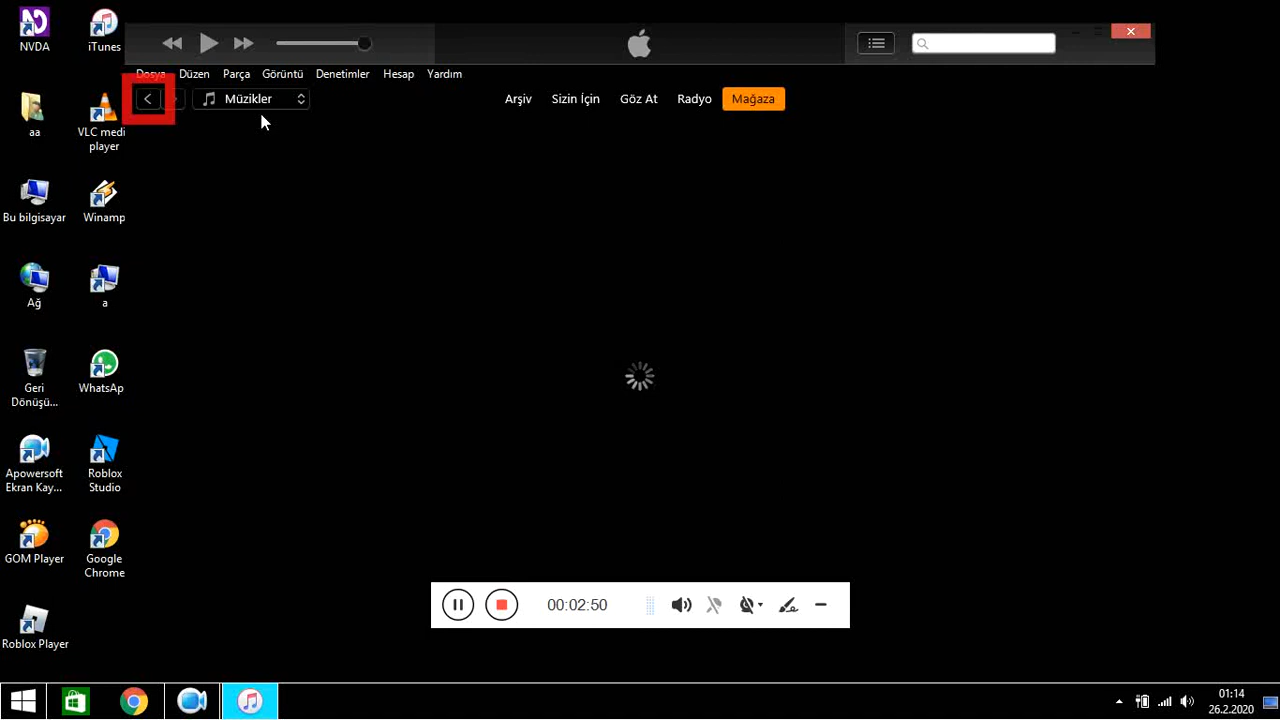 NVDA
iTunes
Dosya Düzen Parça Görüntü Denetimler Hesap Yardım
Müzikler
Arşiv Sizin İçin Göz At Radyo Mağaza
aa
VLC medi
player
Bu bilgisayar
Winamp
Ağ
a
Geri
Dönüşü...
WhatsAp
Apowersoft
Ekran Kay...
Roblox
Studio
GOM Player
Google
Chrome
Roblox Player
00:02:50
01:14
26.2.2020